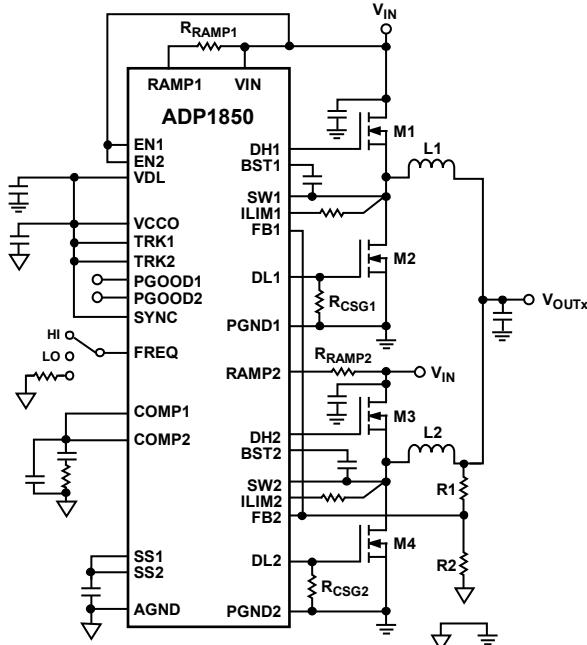 RRAMP1
VIN
RAMP1
VIN
ADP1850
EN1
EN2
VDL
VCCO
TRK1
TRK2
PGOOD1
PGOOD2
SYNC
HI
LO
FREQ
COMP1
COMP2
SS1
SS2
AGND
DH1
BST1
SW1
ILIM1
FB1
DL1
PGND1
RAMP2
DH2
BST2
SW2
ILIM2
FB2
DL2
PGND2
M1
L1
M2
RCSG1
VOUTx
RRAMP2
VIN
M3
L2
R1
M4
R2
RCSG2